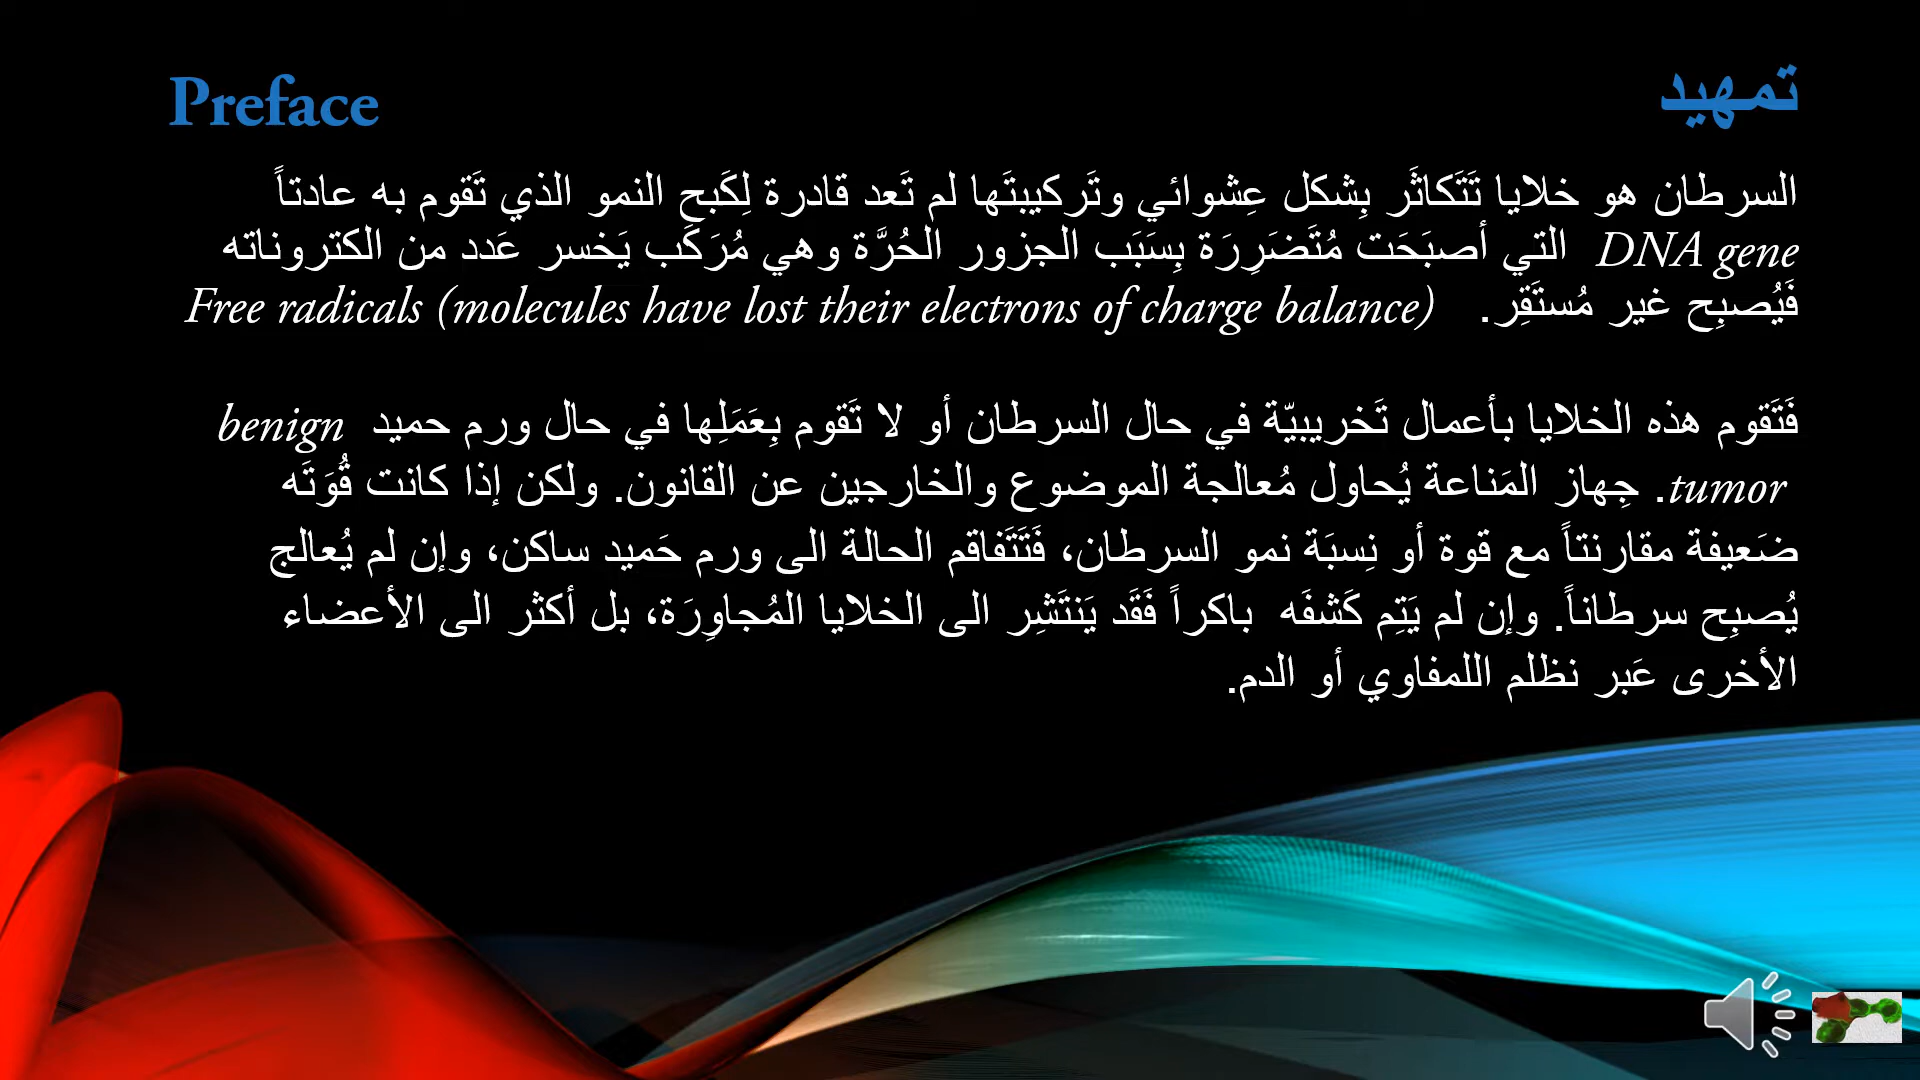 Preface
تمهيد
السرطان هو خلايا تَتَكاثَر بِشكل عِشوائي وتَركيبتَها لم تَعد قادرة لِكَبح النمو الذي تَقوم به عادتاً
DNA gene التي أصبَحَت مُتَضَرِرَة بِسَبَب الجزور الحُرَّة وهي مُرَكَب يَخسر عَدد من الكتروناته
فَيُصبِح غير مُستَقِر. Free radicals (molecules have lost their electrons of charge balance)
فَتَقوم هذه الخلايا بأعمال تَخريبيّة في حال السرطان أو لا تَقوم بِعَمَلِها في حال ورم حميد benign
tumor. جِهاز المَناعة يُحاول مُعالجة الموضوع والخارجين عن القانون. ولكن إذا كانت قُوَتَه
ضَعيفة مقارنتاً مع قوة أو نِسبَة نمو السرطان، فَتَتَفاقم الحالة الى ورم حَميد ساكن، وإن لم يُعالج
يُصبِح سرطاناً. وإن لم يَتِم كَشفَه باكراً فَقَد يَنتَشِر الى الخلايا المُجاوِرَة، بل أكثر الى الأعضاء
الأخرى عَبر نظلم اللمفاوي أو الدم.